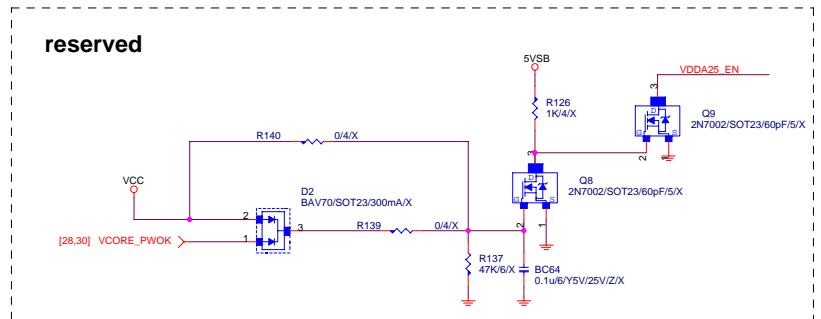 reserved
5VSB
VDDA25_EN
3
R126
1K/4/X
Q9
2N7002/SOT23/60pF/5/X
D
G
S
2
R140
0/4/X
3
Q8
2N7002/SOT23/60pF/5/X
D
G
S
VCC
D2
BAV70/SOT23/300mA/X
2
3
R139
0/4/X
2
1
[28,30] VCORE_PWOK
1
R137
47K/6/X
BC64
0.1u/6/Y5V/25V/Z/X